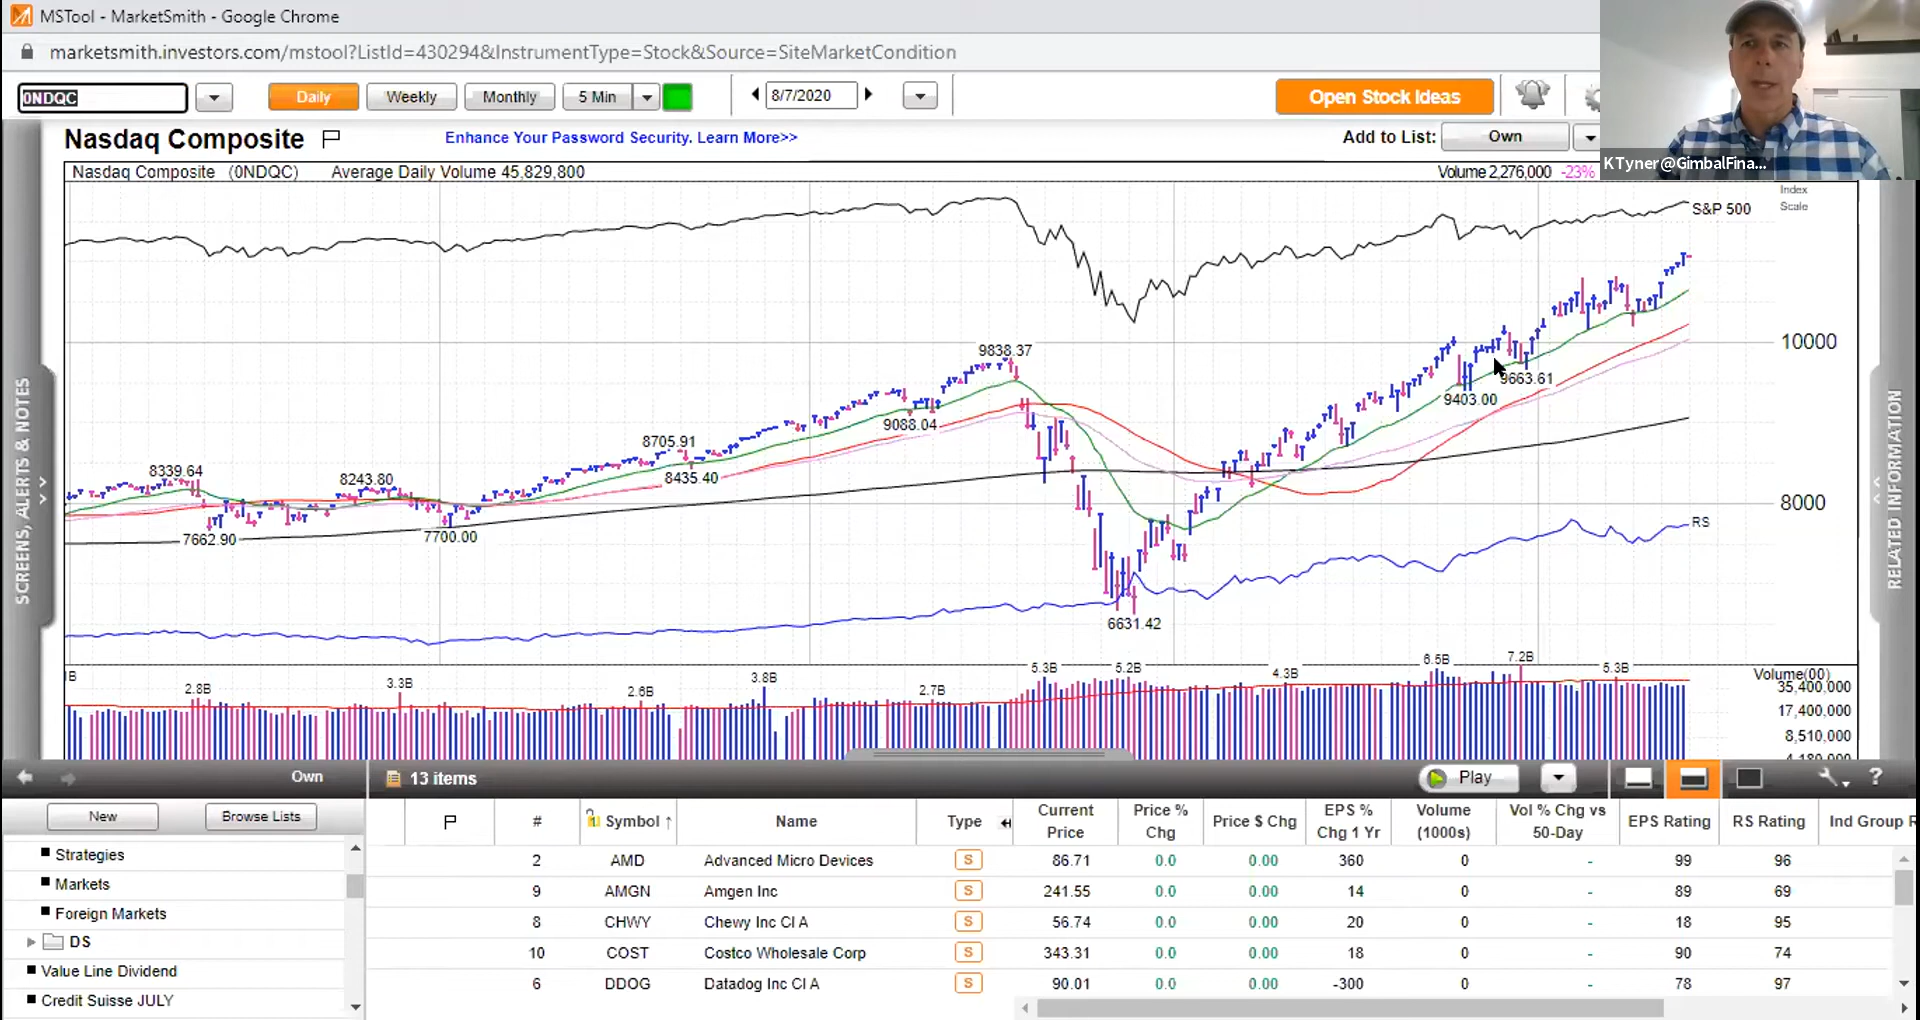 MSTool - MarketSmith - Google Chrome
marketsmith.investors.com/mstool?ListId=430294&InstrumentType=Stock&Source=SiteMarketCondition
0NDQC Daily Weekly Monthly 5 Min 8/7/2020 Open Stock Ideas
Nasdaq Composite Enhance Your Password Security. Learn More>> Add to List: Own
KTyner@GimbalFina...
Nasdaq Composite (0NDQC) Average Daily Volume 45,829,800 Volume 2,276,000 -23%
Index
Scale
S&P 500
10000
9838.37
9663.61
9403.00
9088.04
8705.91
8339.64 8243.80 8435.40
8000
RS
7662.90 7700.00
6631.42
SCREENS, ALERTS & NOTES
RELATED INFORMATION
2.8B 3.3B 2.6B 3.8B 2.7B 5.3B 5.2B 4.3B 6.5B 7.2B 5.3B
Volume(00)
35,400,000
17,400,000
8,510,000
Own 13 items Play ?
New Browse Lists
# Symbol ↑ Name Type Current Price Price % Chg Price $ Chg EPS % Chg 1 Yr Volume (1000s) Vol % Chg vs 50-Day EPS Rating RS Rating Ind Group R
2 AMD Advanced Micro Devices S 86.71 0.0 0.00 360 0 - 99 96
9 AMGN Amgen Inc S 241.55 0.0 0.00 14 0 - 89 69
8 CHWY Chewy Inc Cl A S 56.74 0.0 0.00 20 0 - 18 95
10 COST Costco Wholesale Corp S 343.31 0.0 0.00 18 0 - 90 74
6 DDOG Datadog Inc Cl A S 90.01 0.0 0.00 -300 0 - 78 97
Strategies
Markets
Foreign Markets
DS
Value Line Dividend
Credit Suisse JULY